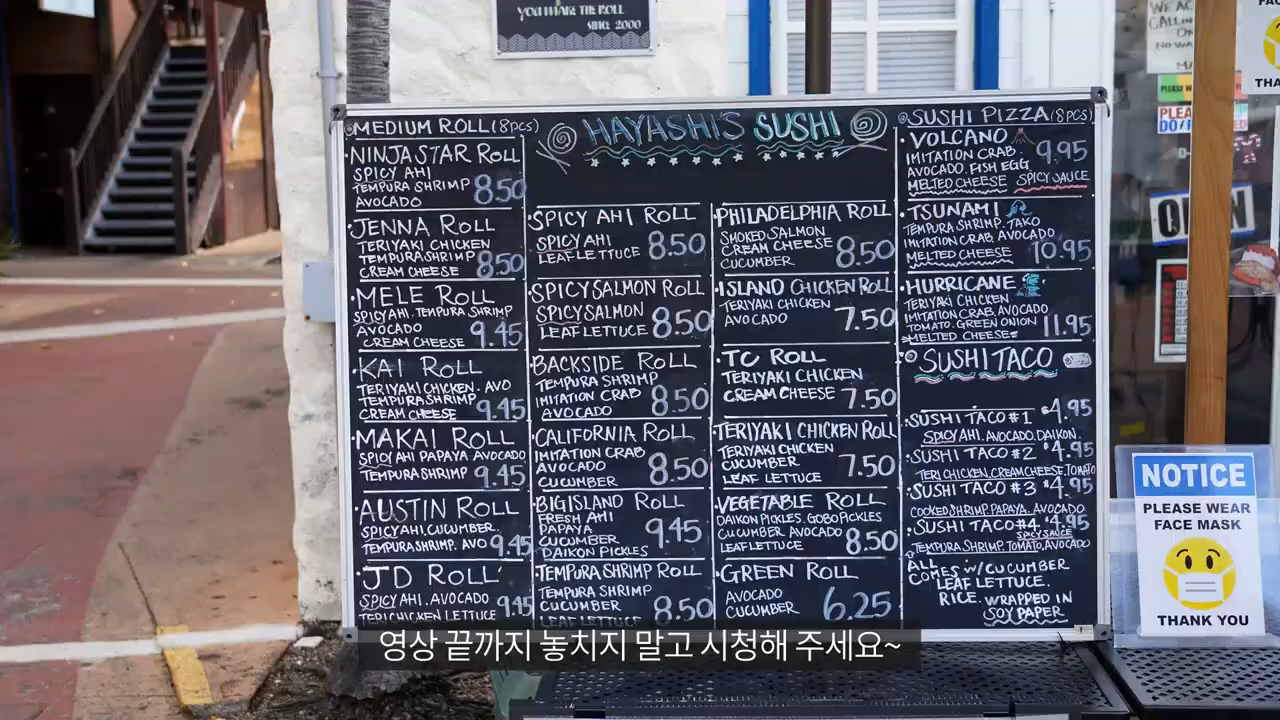 YOU MAKE THE ROLL
SINCE 2000
MEDIUM ROLL (8PCS)
NINJA STAR ROLL
SPICY AHI
TEMPURA SHRIMP
AVOCADO
8.50
JENNA ROLL
TERIYAKI CHICKEN
TEMPURA SHRIMP
CREAM CHEESE
8.50
MELE ROLL
SPICY AHI. TEMPURA SHRIMP
AVOCADO
CREAM CHEESE
9.45
KAI ROLL
TERIYAKI CHICKEN. AVO
TEMPURA SHRIMP
CREAM CHEESE
9.45
MAKAI ROLL
SPICY AHI PAPAYA AVOCADO
TEMPURA SHRIMP
9.45
AUSTIN ROLL
SPICY AHI. CUCUMBER.
TEMPURA SHRIMP. AVO
9.45
JD ROLL
SPICY AHI. AVOCADO
TERI CHICKEN LETTUCE
9.45
HAYASHI'S SUSHI
SPICY AHI ROLL
SPICY AHI
LEAF LETTUCE
8.50
SPICY SALMON ROLL
SPICY SALMON
LEAF LETTUCE
8.50
BACKSIDE ROLL
TEMPURA SHRIMP
IMITATION CRAB
AVOCADO
8.50
CALIFORNIA ROLL
IMITATION CRAB
AVOCADO
CUCUMBER
8.50
BIG ISLAND ROLL
FRESH AHI
PAPAYA
CUCUMBER
DAIKON PICKLES
9.45
TEMPURA SHRIMP ROLL
TEMPURA SHRIMP
CUCUMBER
LEAF LETTUCE
8.50
PHILADELPHIA ROLL
SMOKED SALMON
CREAM CHEESE
CUCUMBER
8.50
ISLAND CHICKEN ROLL
TERIYAKI CHICKEN
AVOCADO
7.50
TC ROLL
TERIYAKI CHICKEN
CREAM CHEESE
7.50
TERIYAKI CHICKEN ROLL
TERIYAKI CHICKEN
CUCUMBER
LEAF LETTUCE
7.50
VEGETABLE ROLL
DAIKON PICKLES. GOBO PICKLES
CUCUMBER AVOCADO
LEAF LETTUCE
8.50
GREEN ROLL
AVOCADO
CUCUMBER
6.25
SUSHI PIZZA (8PCS)
VOLCANO
IMITATION CRAB.
AVOCADO. FISH EGG
MELTED CHEESE SPICY SAUCE
9.95
TSUNAMI
TEMPURA SHRIMP. TAKO
IMITATION CRAB, AVOCADO
MELTED CHEESE
10.95
HURRICANE
TERIYAKI CHICKEN
IMITATION CRAB, AVOCADO
TOMATO. GREEN ONION
MELTED CHEESE
11.95
SUSHI TACO
SUSHI TACO #1 $4.95
SPICY AHI. AVOCADO. DAIKON.
SUSHI TACO #2 $4.95
TERI CHICKEN, CREAM CHEESE, TOMATO
SUSHI TACO #3 $4.95
COOKED SHRIMP, PAPAYA. AVOCADO
SUSHI TACO #4 $4.95
SPICY SAUCE
TEMPURA SHRIMP, TOMATO, AVOCADO
ALL
COMES W/CUCUMBER
LEAF LETTUCE.
RICE. WRAPPED IN
SOY PAPER
NOTICE
PLEASE WEAR
FACE MASK
THANK YOU
영상 끝까지 놓치지 말고 시청해 주세요~